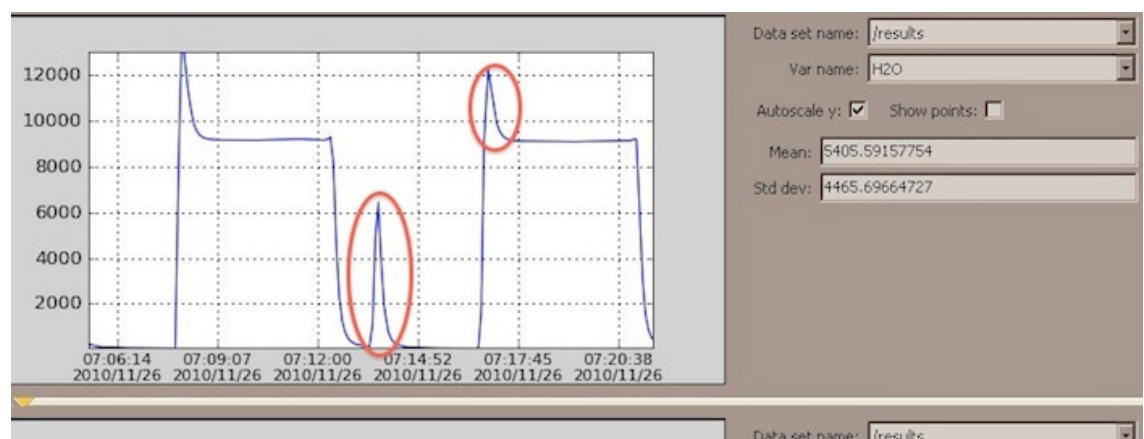 12000
10000
8000
6000
4000
2000
07:06:14 07:09:07 07:12:00 07:14:52 07:17:45 07:20:38
2010/11/26 2010/11/26 2010/11/26 2010/11/26 2010/11/26 2010/11/26
Data set name: /results
Var name: H2O
Autoscale y: Show points:
Mean: 5405.59157754
Std dev: 4465.69664727
Data set name: /results